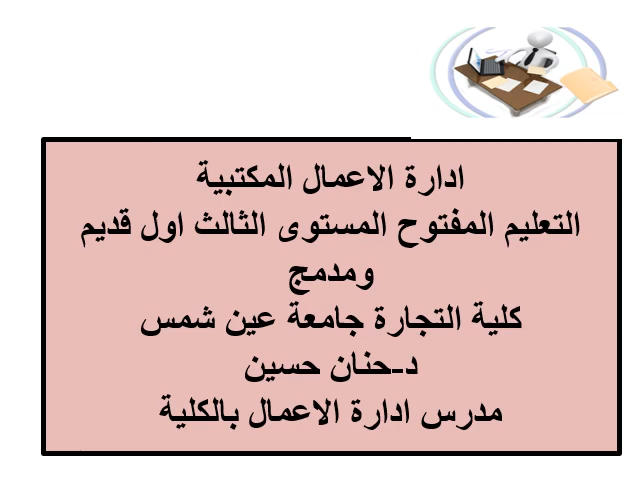 ادارة الاعمال المكتبية
التعليم المفتوح المستوى الثالث اول قديم
ومدمج
كلية التجارة جامعة عين شمس
د-حنان حسين
مدرس ادارة الاعمال بالكلية